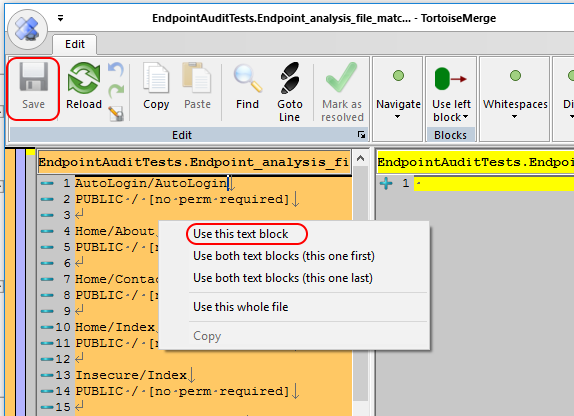 EndpointAuditTests.Endpoint_analysis_file_matc... - TortoiseMerge
Edit
Save
Reload
Copy
Paste
Find
Goto Line
Mark as resolved
Navigate
Use left block
Whitespaces
Di
Edit
Blocks
EndpointAuditTests.Endpoint_analysis_fi
EndpointAuditTests.Endpo
1 AutoLogin/AutoLogin↓
2 PUBLIC·/·[no·perm·required]↓
3 ↲
4 Home/About
5 PUBLIC·/·[n
6 ↲
7 Home/Contac
8 PUBLIC·/·[n
9 ↲
10 Home/Index
11 PUBLIC·/·[n
12 ↲
13 Insecure/Index↓
14 PUBLIC·/·[no·perm·required]↓
15 ↲
1 ·
Use this text block
Use both text blocks (this one first)
Use both text blocks (this one last)
Use this whole file
Copy